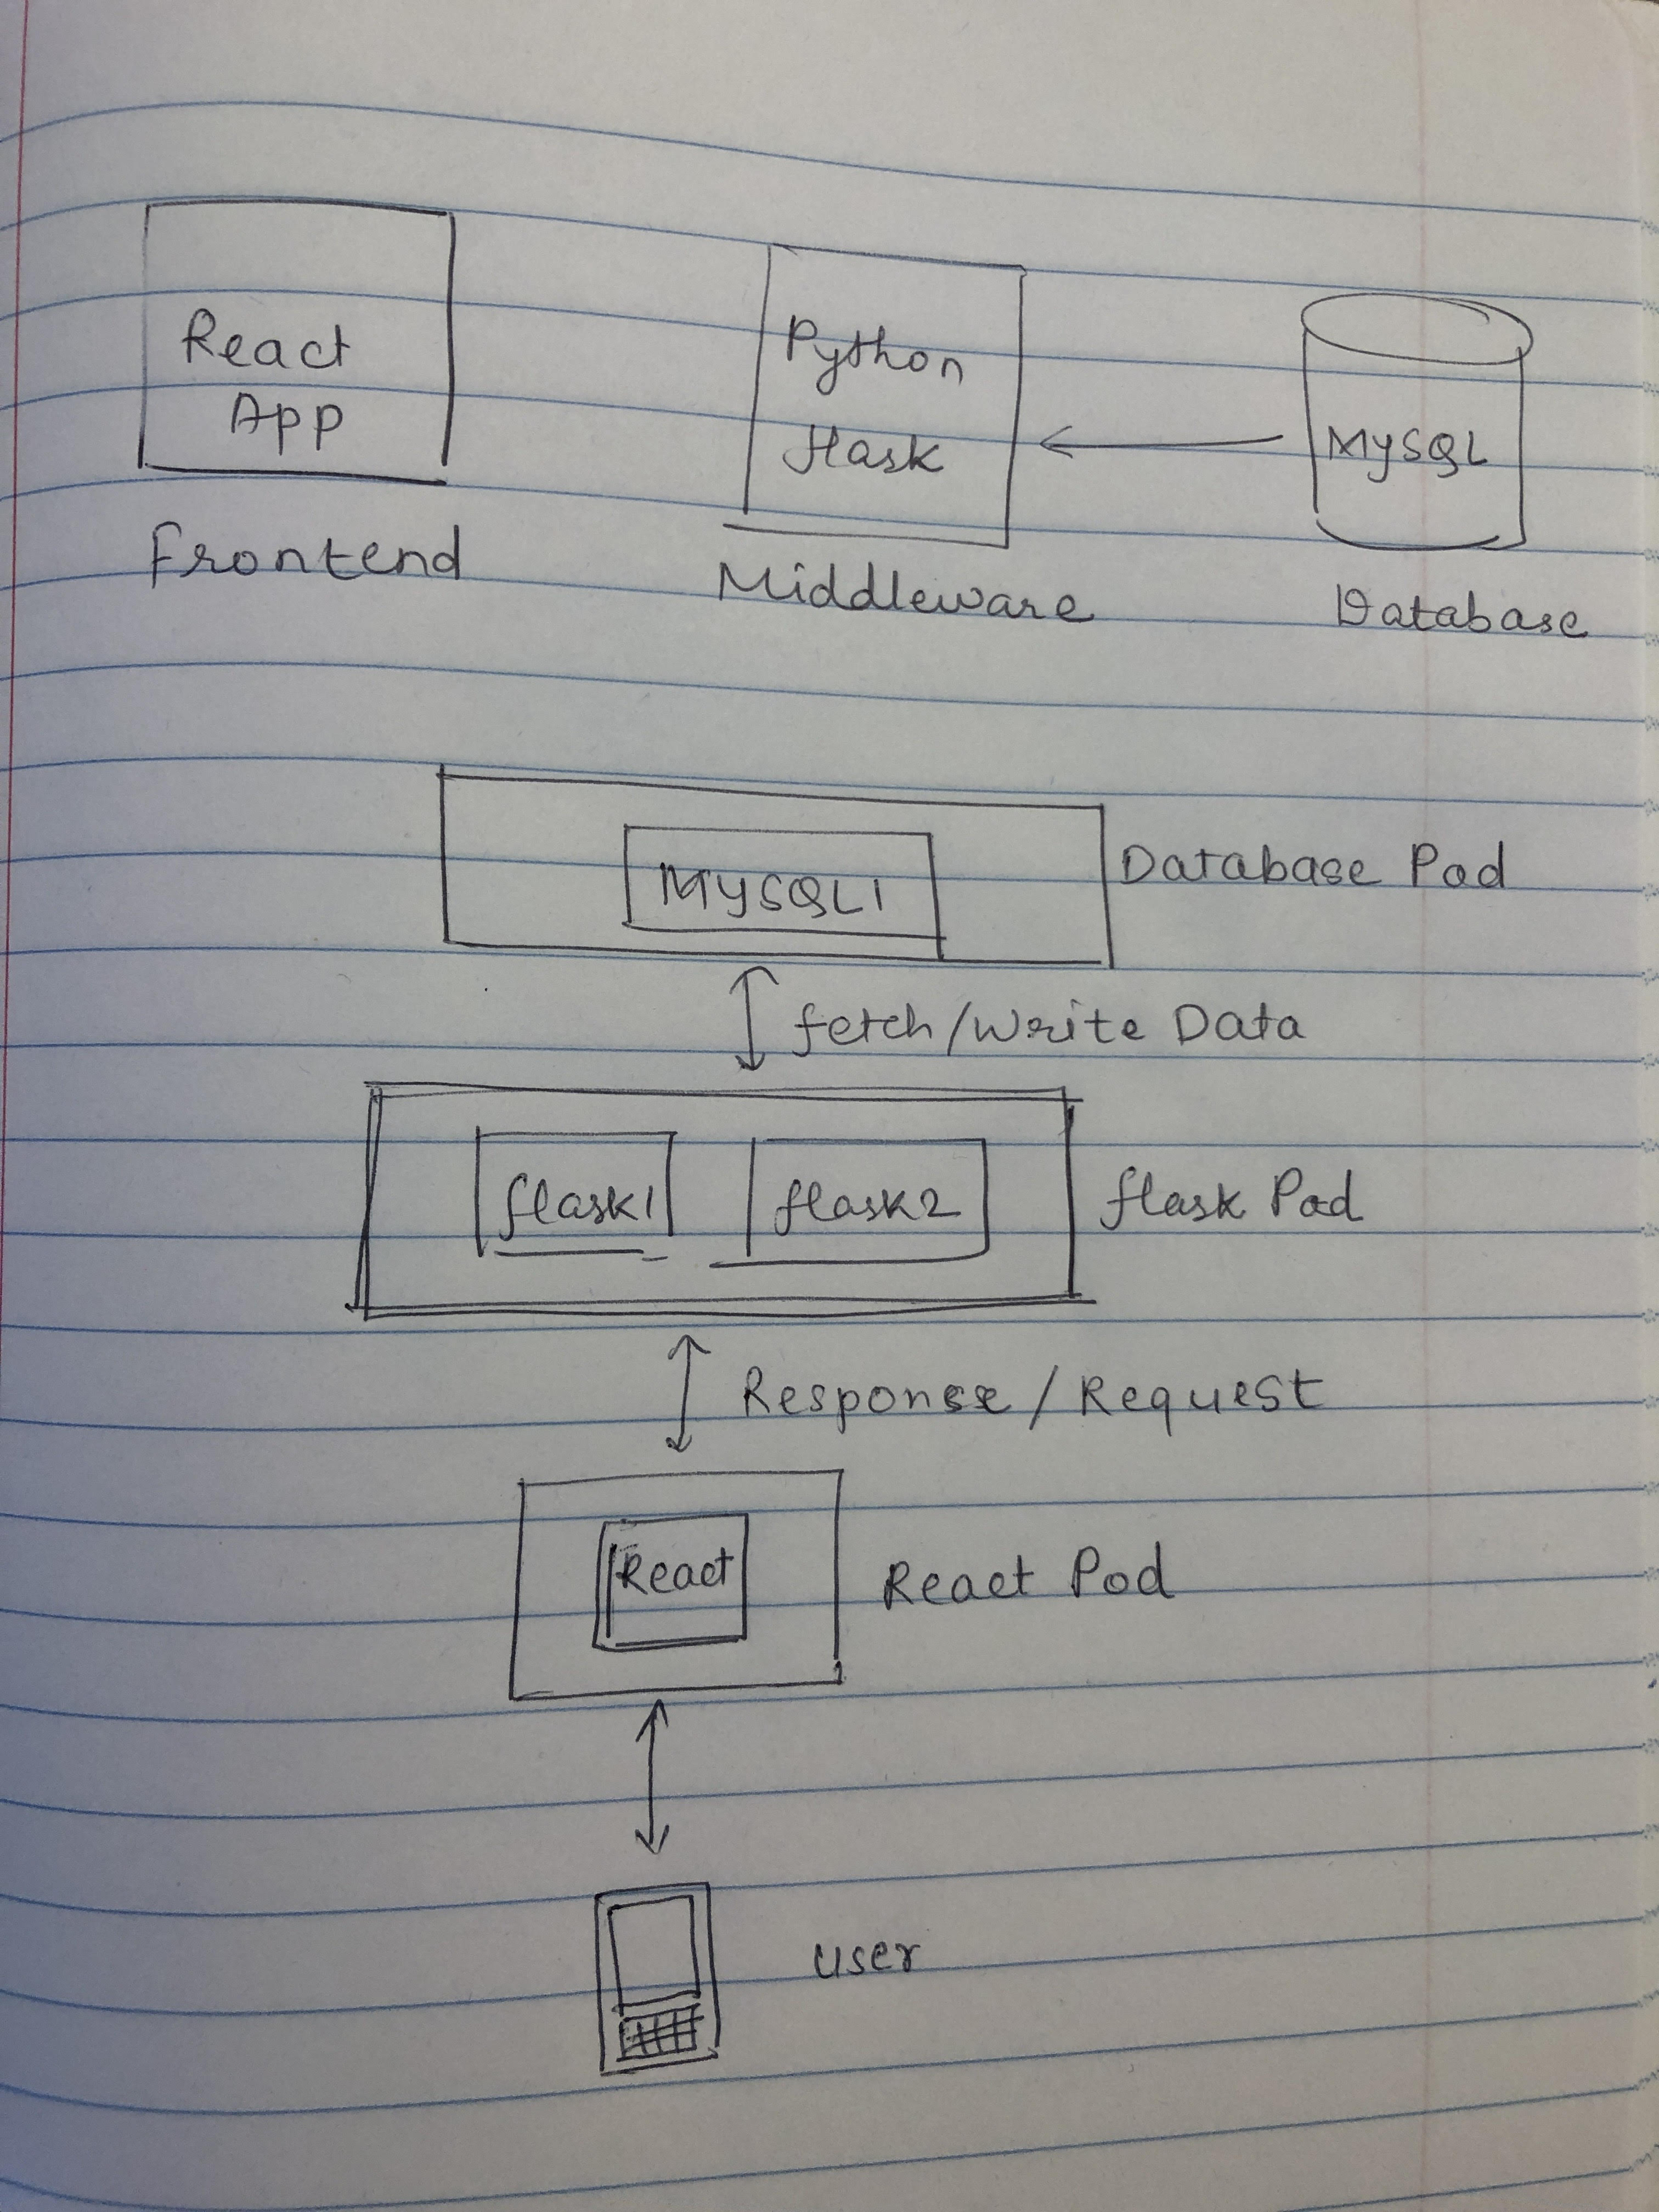 React
App
Frontend
Python
Flask
Middleware
MySQL
Database
MYSQL1
Database Pod
fetch/Write Data
flask1
flask2
flask Pod
Response/Request
React
React Pod
user